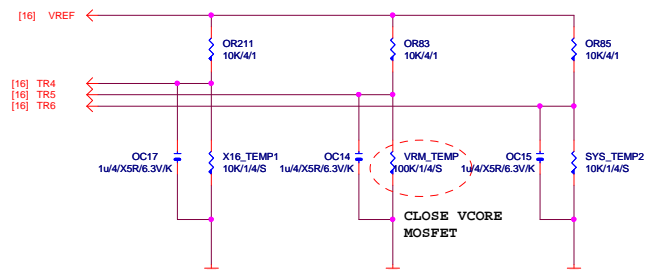 [16] VREF
OR211
10K/4/1
OR83
10K/4/1
OR85
10K/4/1
[16] TR4
[16] TR5
[16] TR6
OC17
1u/4/X5R/6.3V/K
X16_TEMP1
10K/1/4/S
OC14
1u/4/X5R/6.3V/K
VRM_TEMP
100K/1/4/S
OC15
1u/4/X5R/6.3V/K
SYS_TEMP2
10K/1/4/S
CLOSE VCORE
MOSFET